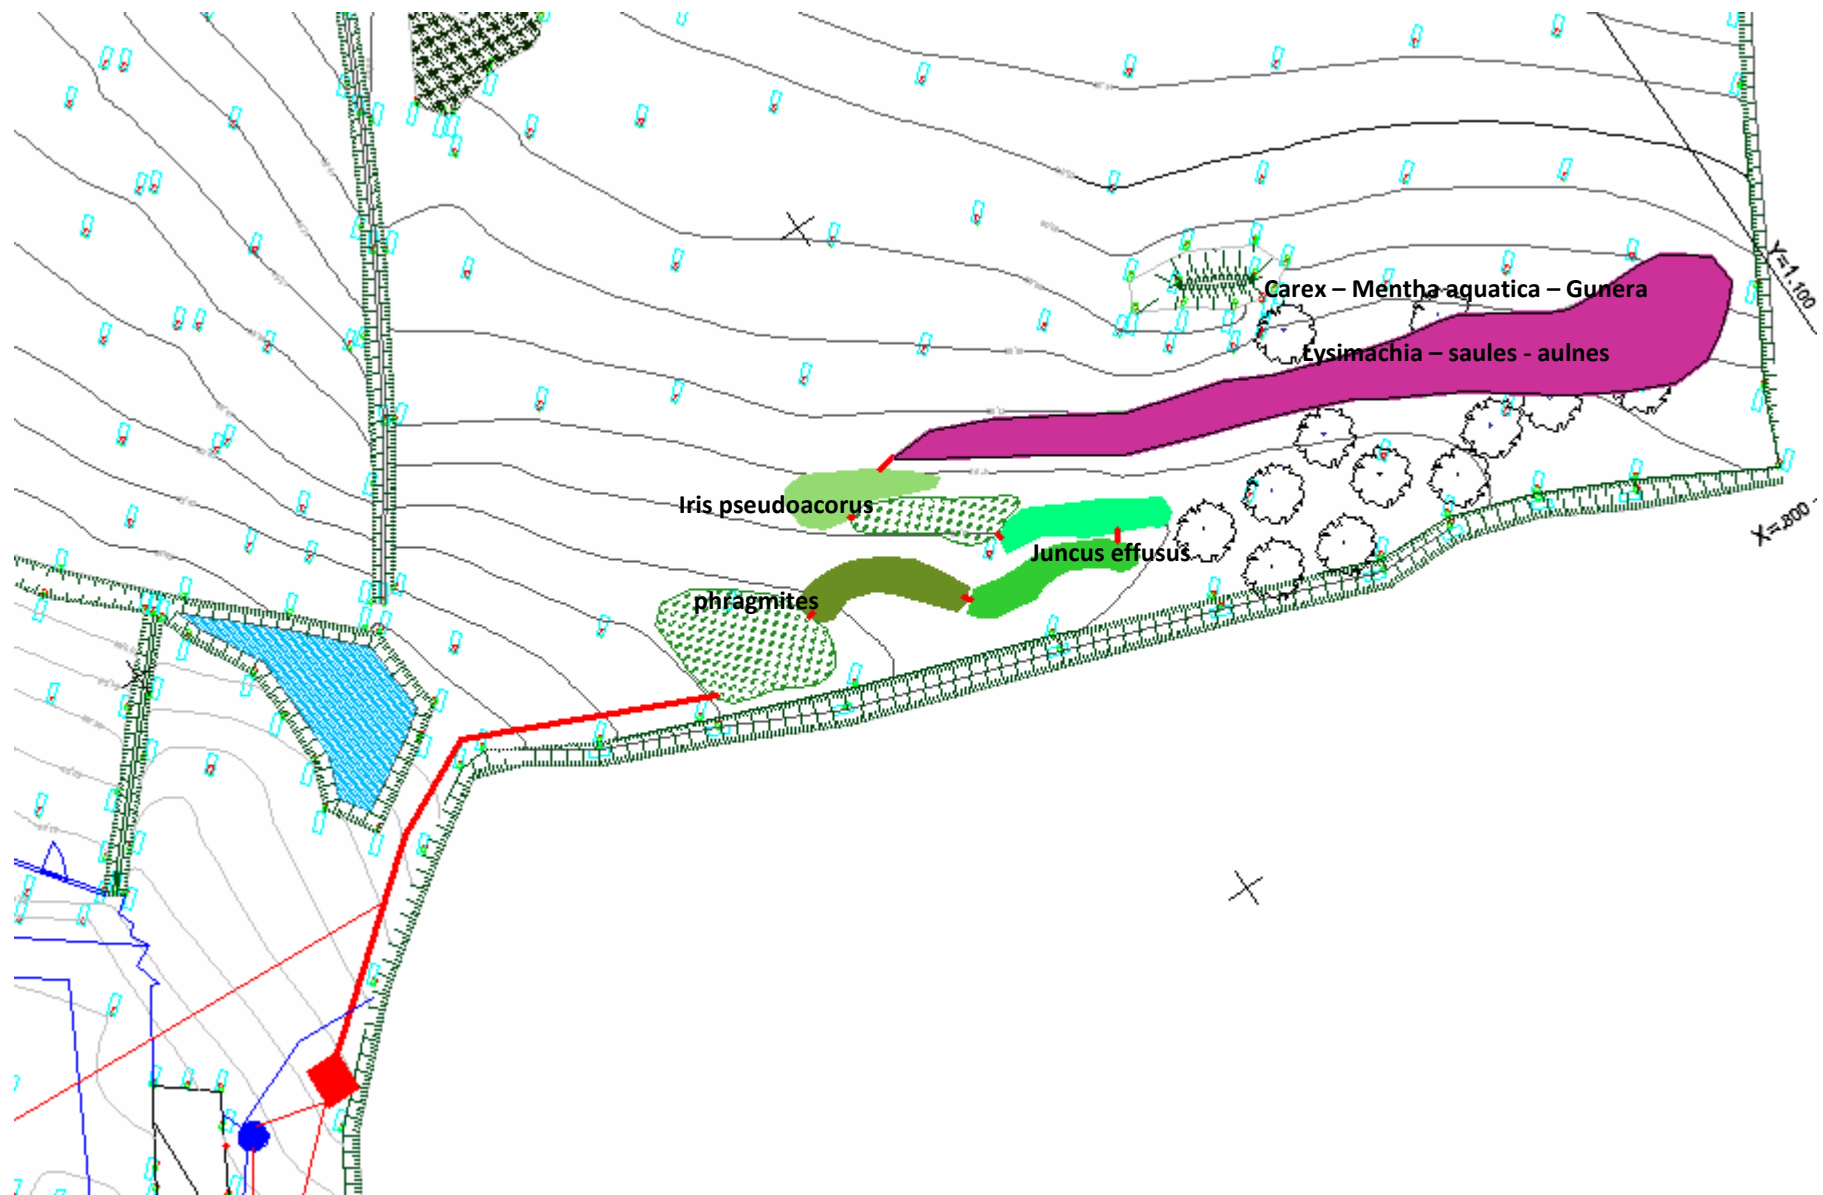 Carex – Mentha aquatica – Gunera
Lysimachia – saules - aulnes
Iris pseudoacorus
Juncus effusus
phragmites
Y=1,100
X=,800